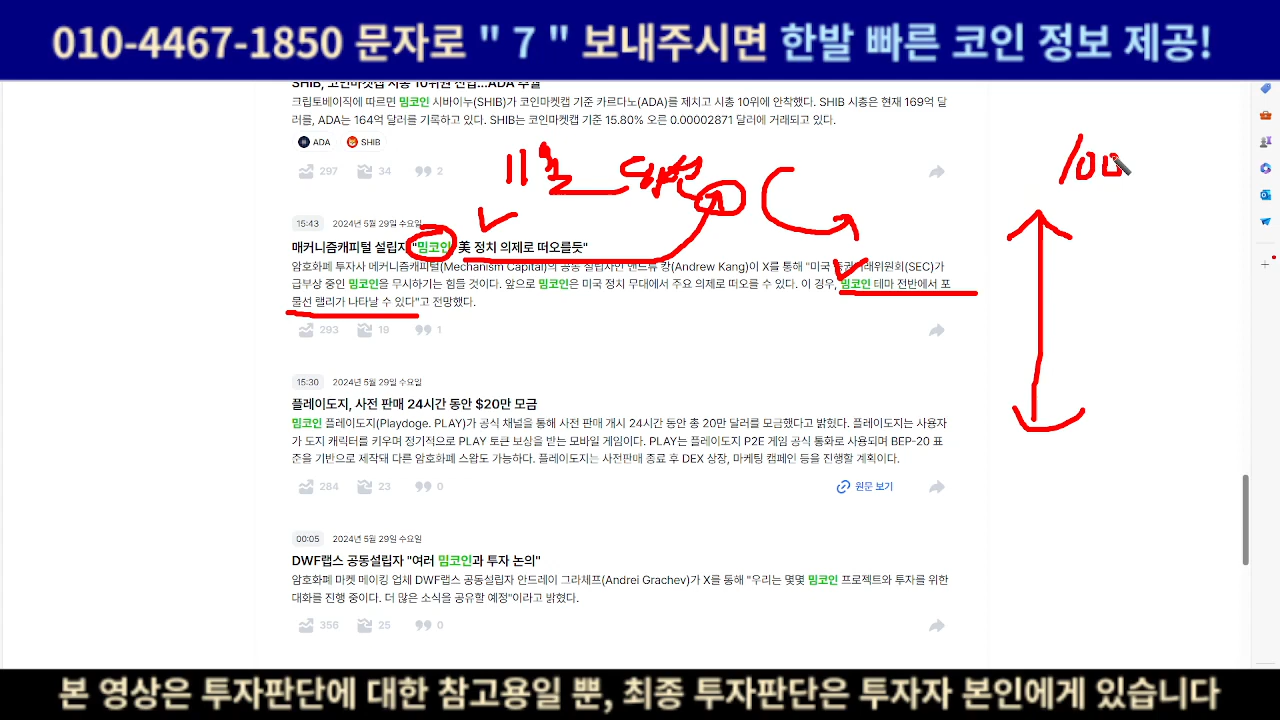 010-4467-1850 문자로 " 7 " 보내주시면 한발 빠른 코인 정보 제공!
크립토베이직에 따르면 밈코인 시바이누(SHIB)가 코인마켓캡 기준 카르다노(ADA)를 제치고 시총 10위에 안착했다. SHIB 시총은 현재 169억 달
러를, ADA는 164억 달러를 기록하고 있다. SHIB는 코인마켓캡 기준 15.80% 오른 0.00002871 달러에 거래되고 있다.
ADA SHIB
297 34 2
11월
100
15:43 2024년 5월 29일 수요일
매커니즘캐피털 설립자 "밈코인, 美 정치 의제로 떠오를듯"
암호화폐 투자사 메커니즘캐피털(Mechanism Capital)의 공동 설립자인 앤드류 캉(Andrew Kang)이 X를 통해 "미국 증권거래위원회(SEC)가
급부상 중인 밈코인을 무시하기는 힘들 것이다. 앞으로 밈코인은 미국 정치 무대에서 주요 의제로 떠오를 수 있다. 이 경우, 밈코인 테마 전반에서 포
물선 랠리가 나타날 수 있다"고 전망했다.
293 19 1
15:30 2024년 5월 29일 수요일
플레이도지, 사전 판매 24시간 동안 $20만 모금
밈코인 플레이도지(Playdoge. PLAY)가 공식 채널을 통해 사전 판매 개시 24시간 동안 총 20만 달러를 모금했다고 밝혔다. 플레이도지는 사용자
가 도지 캐릭터를 키우며 정기적으로 PLAY 토큰 보상을 받는 모바일 게임이다. PLAY는 플레이도지 P2E 게임 공식 통화로 사용되며 BEP-20 표
준을 기반으로 제작돼 다른 암호화폐 스왑도 가능하다. 플레이도지는 사전판매 종료 후 DEX 상장, 마케팅 캠페인 등을 진행할 계획이다.
284 23 0 원문 보기
00:05 2024년 5월 29일 수요일
DWF랩스 공동설립자 "여러 밈코인과 투자 논의"
암호화폐 마켓 메이킹 업체 DWF랩스 공동설립자 안드레이 그라체프(Andrei Grachev)가 X를 통해 "우리는 몇몇 밈코인 프로젝트와 투자를 위한
대화를 진행 중이다. 더 많은 소식을 공유할 예정"이라고 밝혔다.
356 25 0
본 영상은 투자판단에 대한 참고용일 뿐, 최종 투자판단은 투자자 본인에게 있습니다